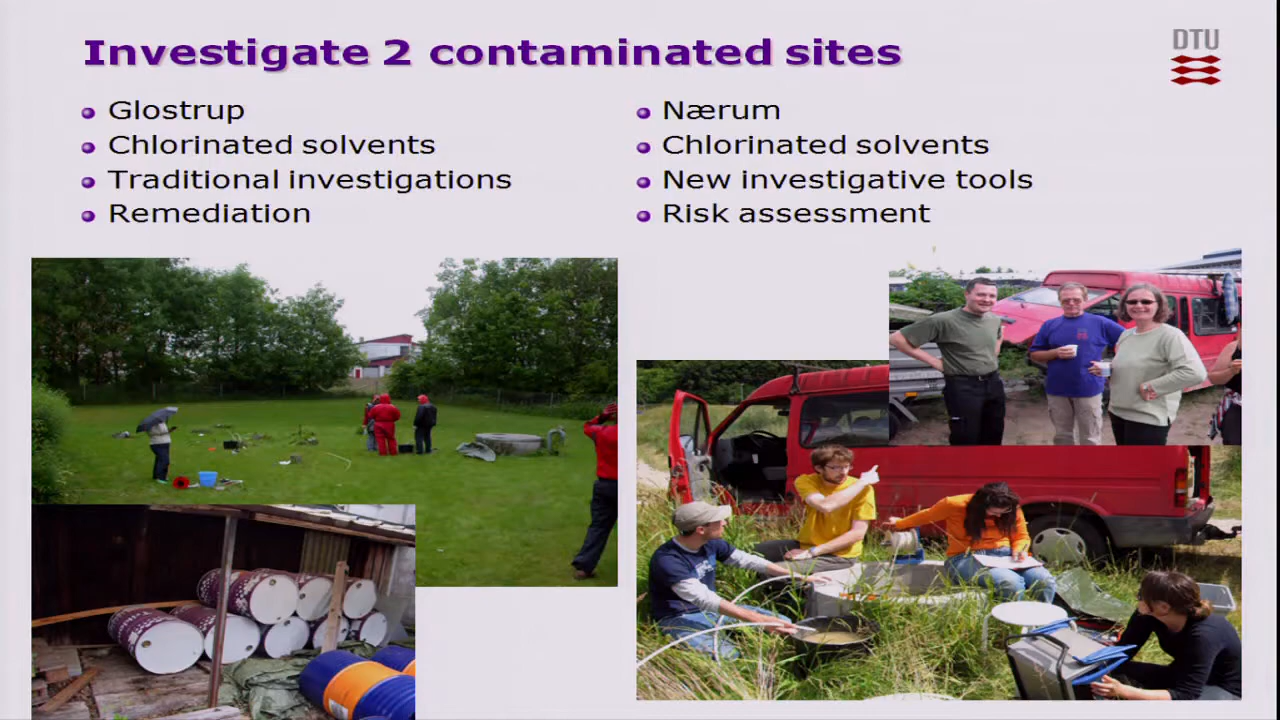 Investigate 2 contaminated sites
DTU
Glostrup
Chlorinated solvents
Traditional investigations
Remediation
Nærum
Chlorinated solvents
New investigative tools
Risk assessment